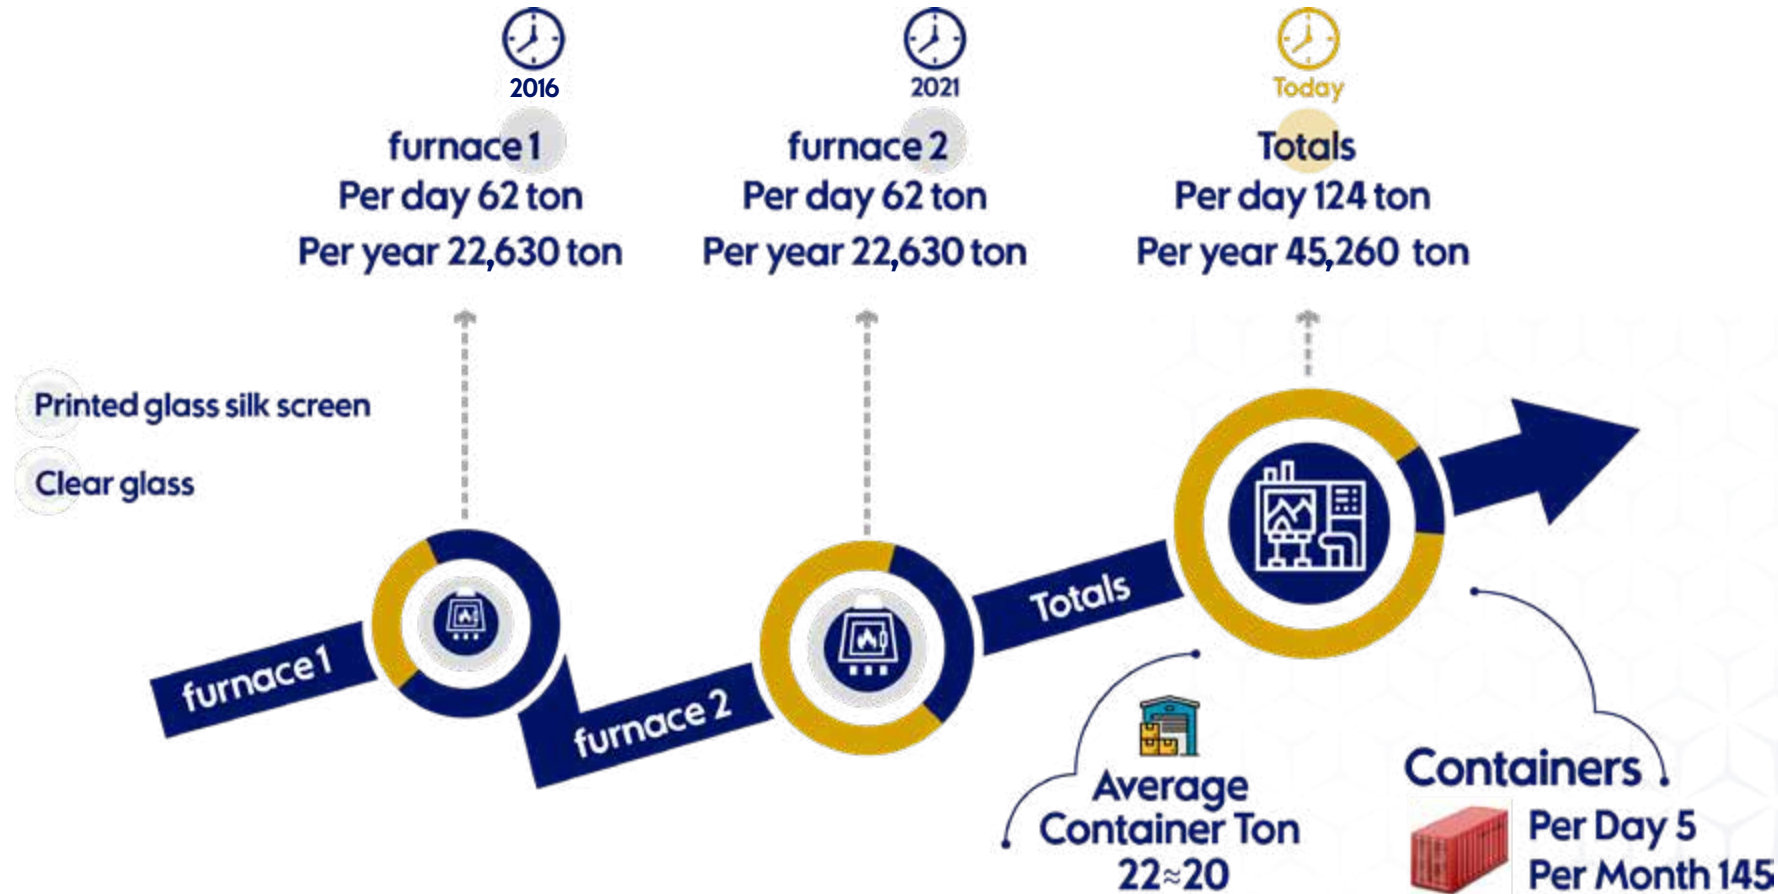 2016
furnace 1
Per day 62 ton
Per year 22,630 ton
2021
furnace 2
Per day 62 ton
Per year 22,630 ton
Today
Totals
Per day 124 ton
Per year 45,260 ton
Printed glass silk screen
Clear glass
furnace 1
furnace 2
Totals
Average
Container Ton
22≈20
Containers
Per Day 5
Per Month 145